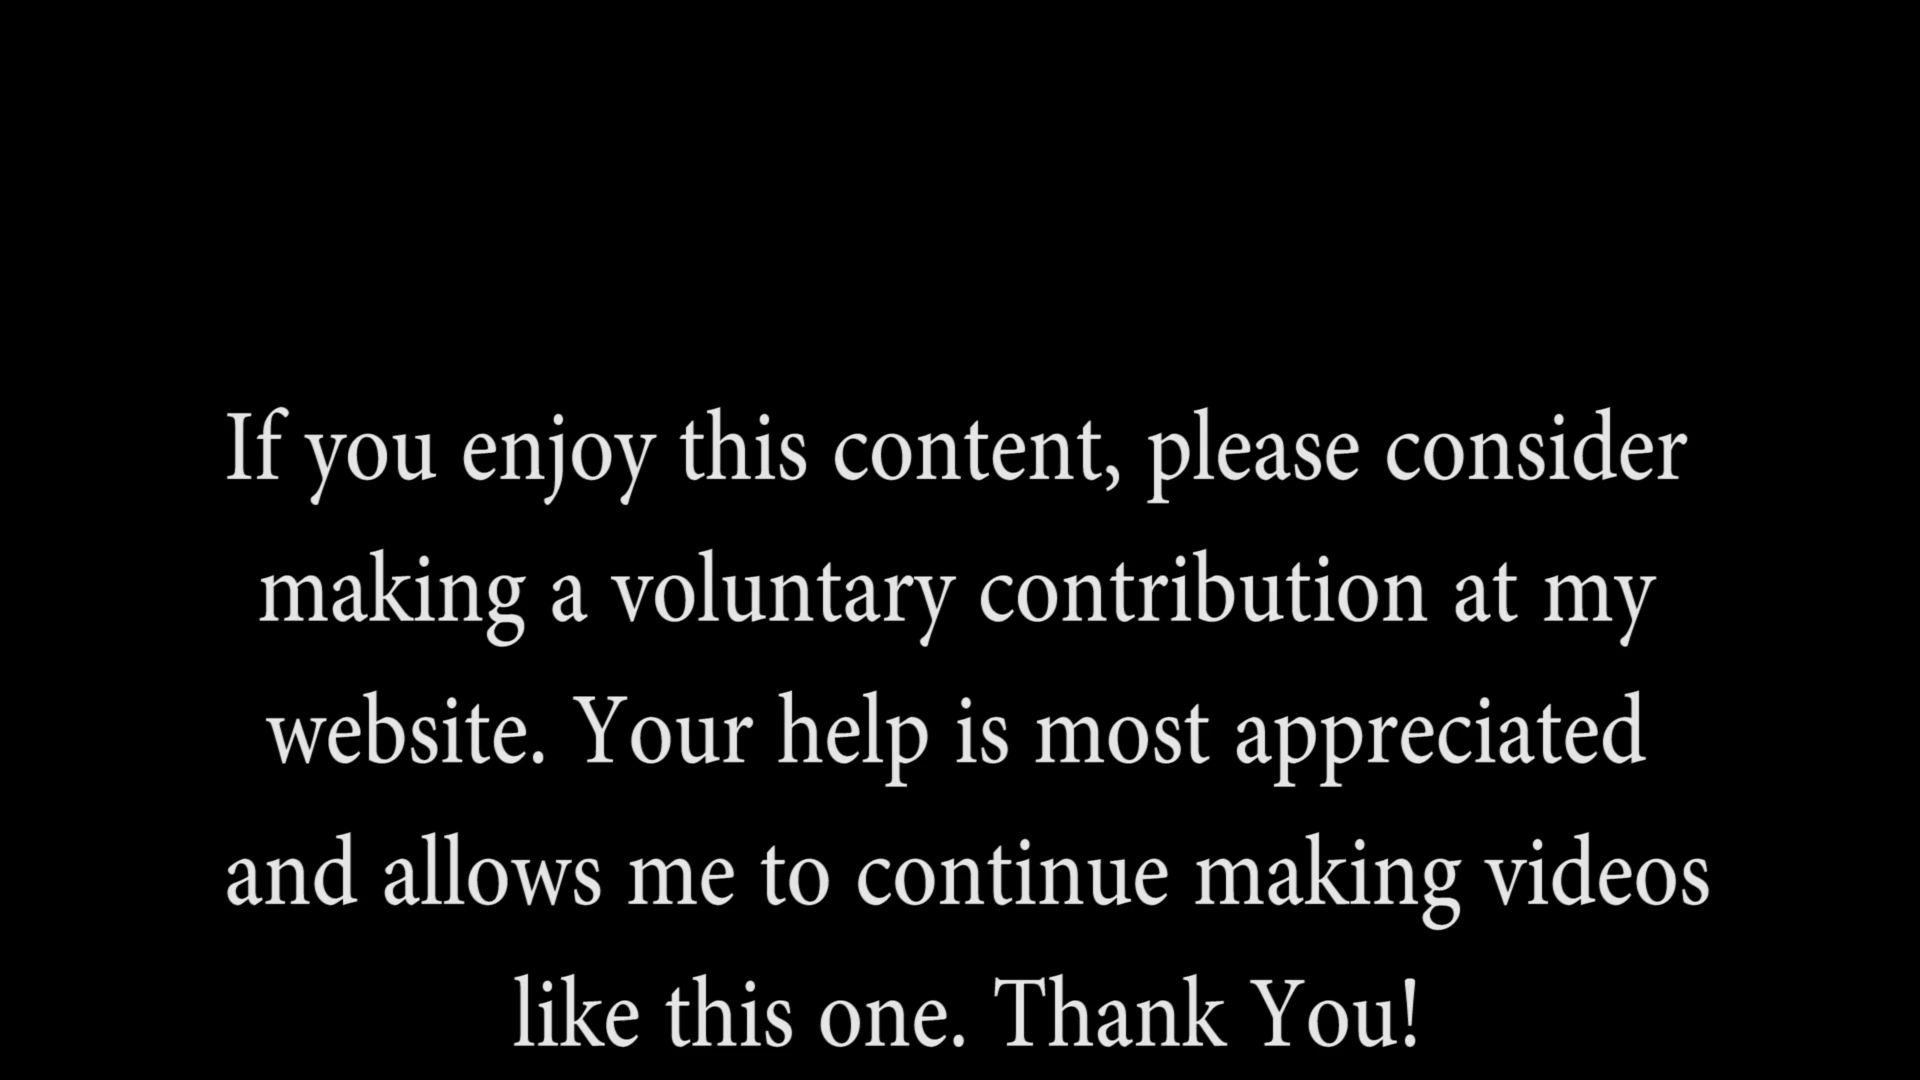 If you enjoy this content, please consider
making a voluntary contribution at my
website. Your help is most appreciated
and allows me to continue making videos
like this one. Thank You!